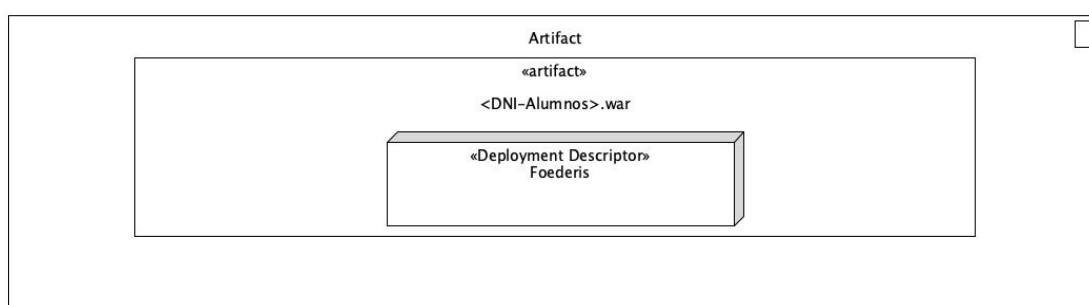 Artifact
«artifact»
<DNI-Alumnos>.war
«Deployment Descriptor»
Foederis